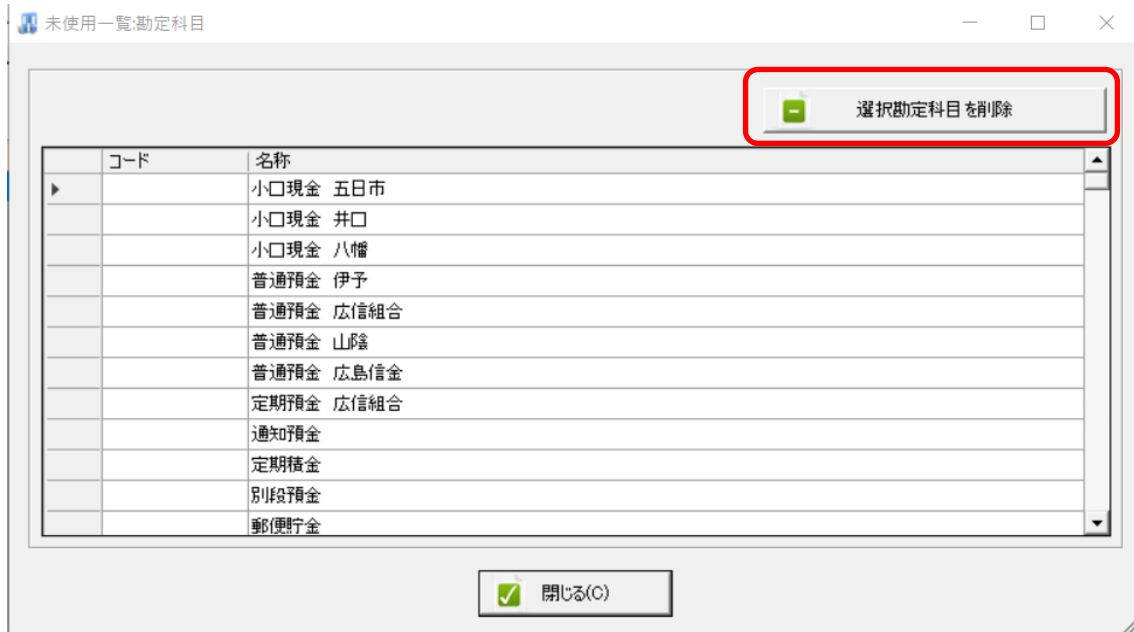 未使用一覧:勘定科目
選択勘定科目を削除
コード 名称
小口現金 五日市
小口現金 井口
小口現金 八幡
普通預金 伊予
普通預金 広信組合
普通預金 山陰
普通預金 広島信金
定期預金 広信組合
通知預金
定期積金
別段預金
郵便貯金
閉じる(C)